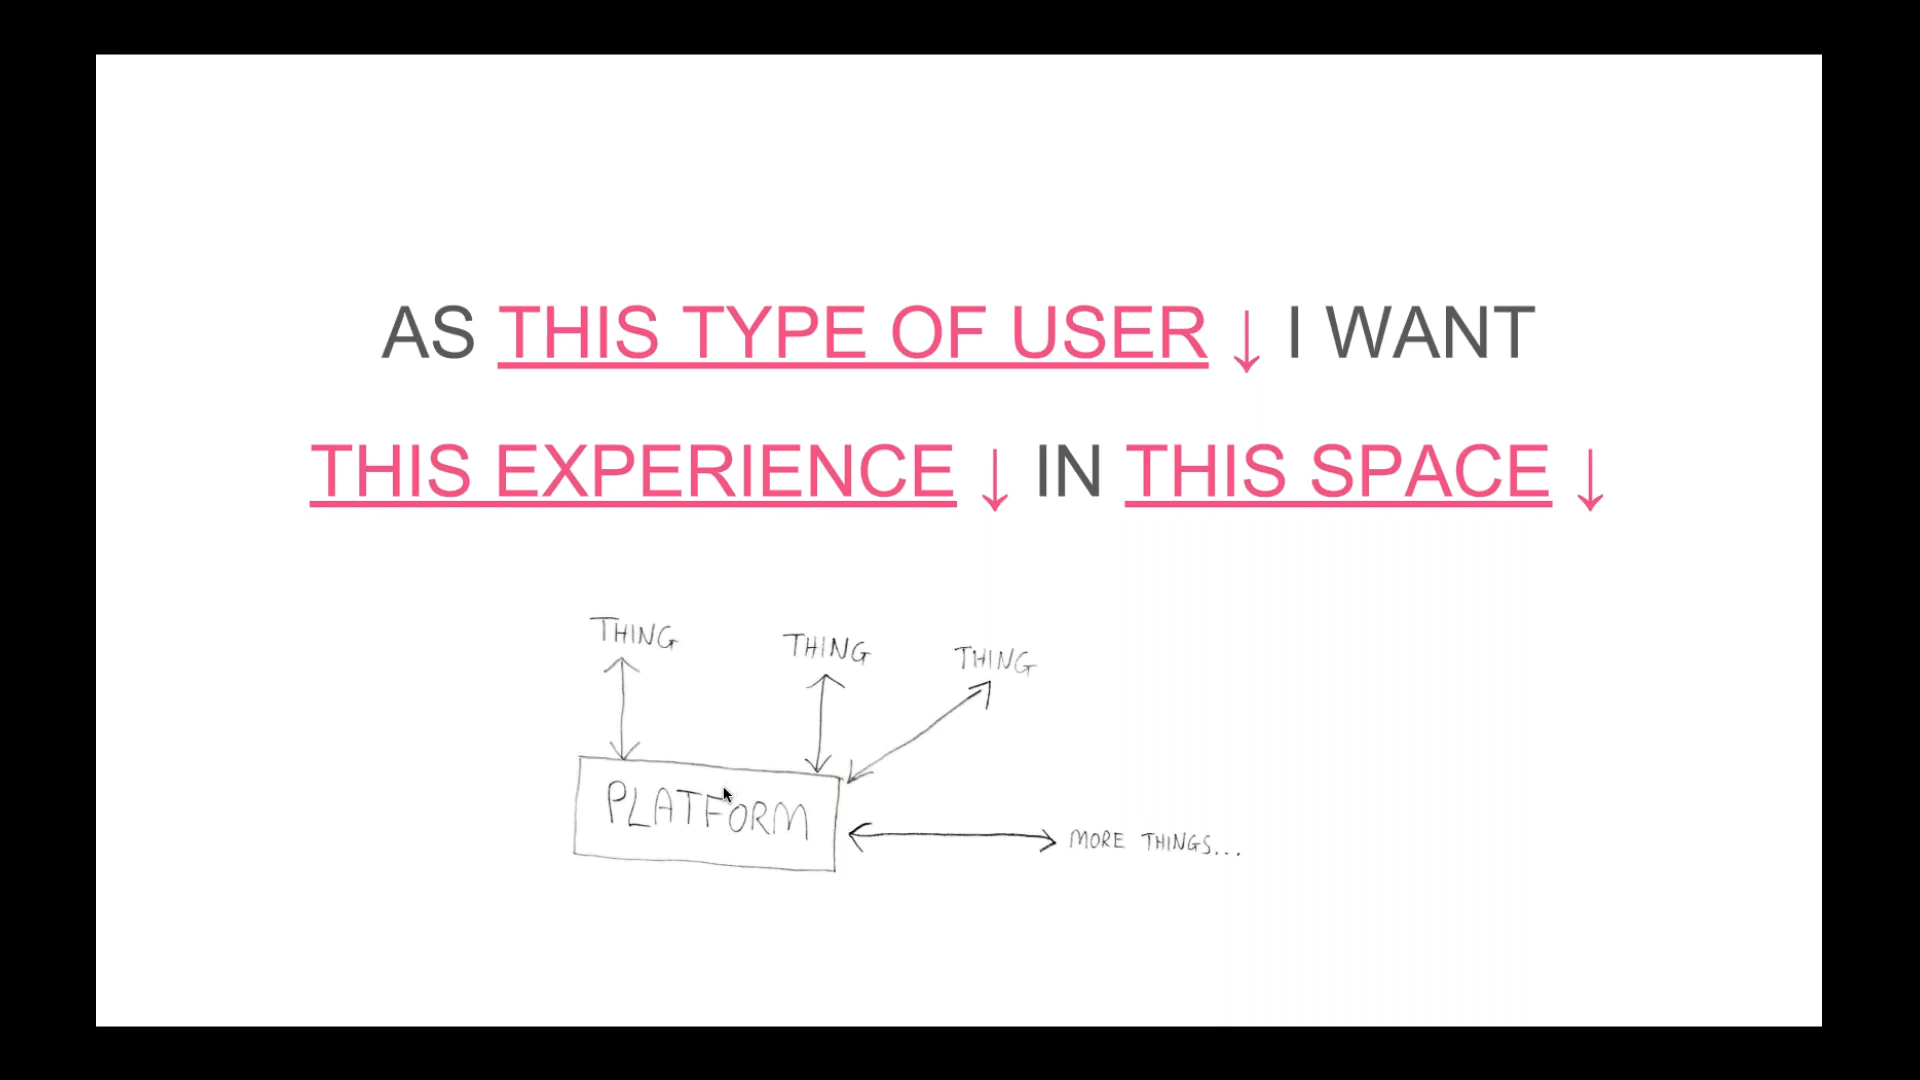 AS THIS TYPE OF USER ↓ I WANT
THIS EXPERIENCE ↓ IN THIS SPACE ↓
THING
THING
THING
PLATFORM
MORE THINGS...